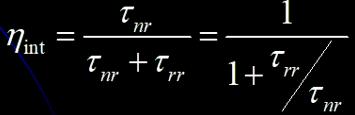 η_int = τ_nr / (τ_nr + τ_rr) = 1 / (1 + τ_rr / τ_nr)